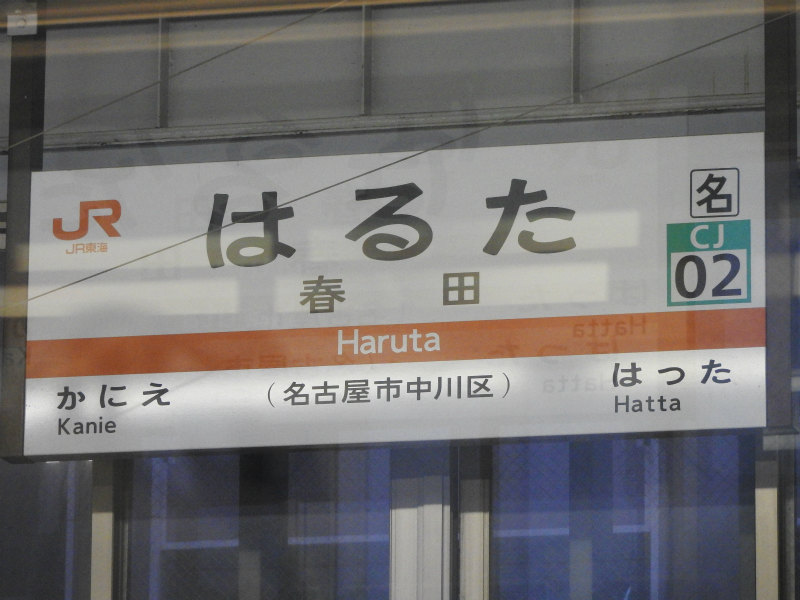 JR
JR東海
はるた
春田
名
CJ
02
Haruta
かにえ
Kanie
(名古屋市中川区)
はった
Hatta